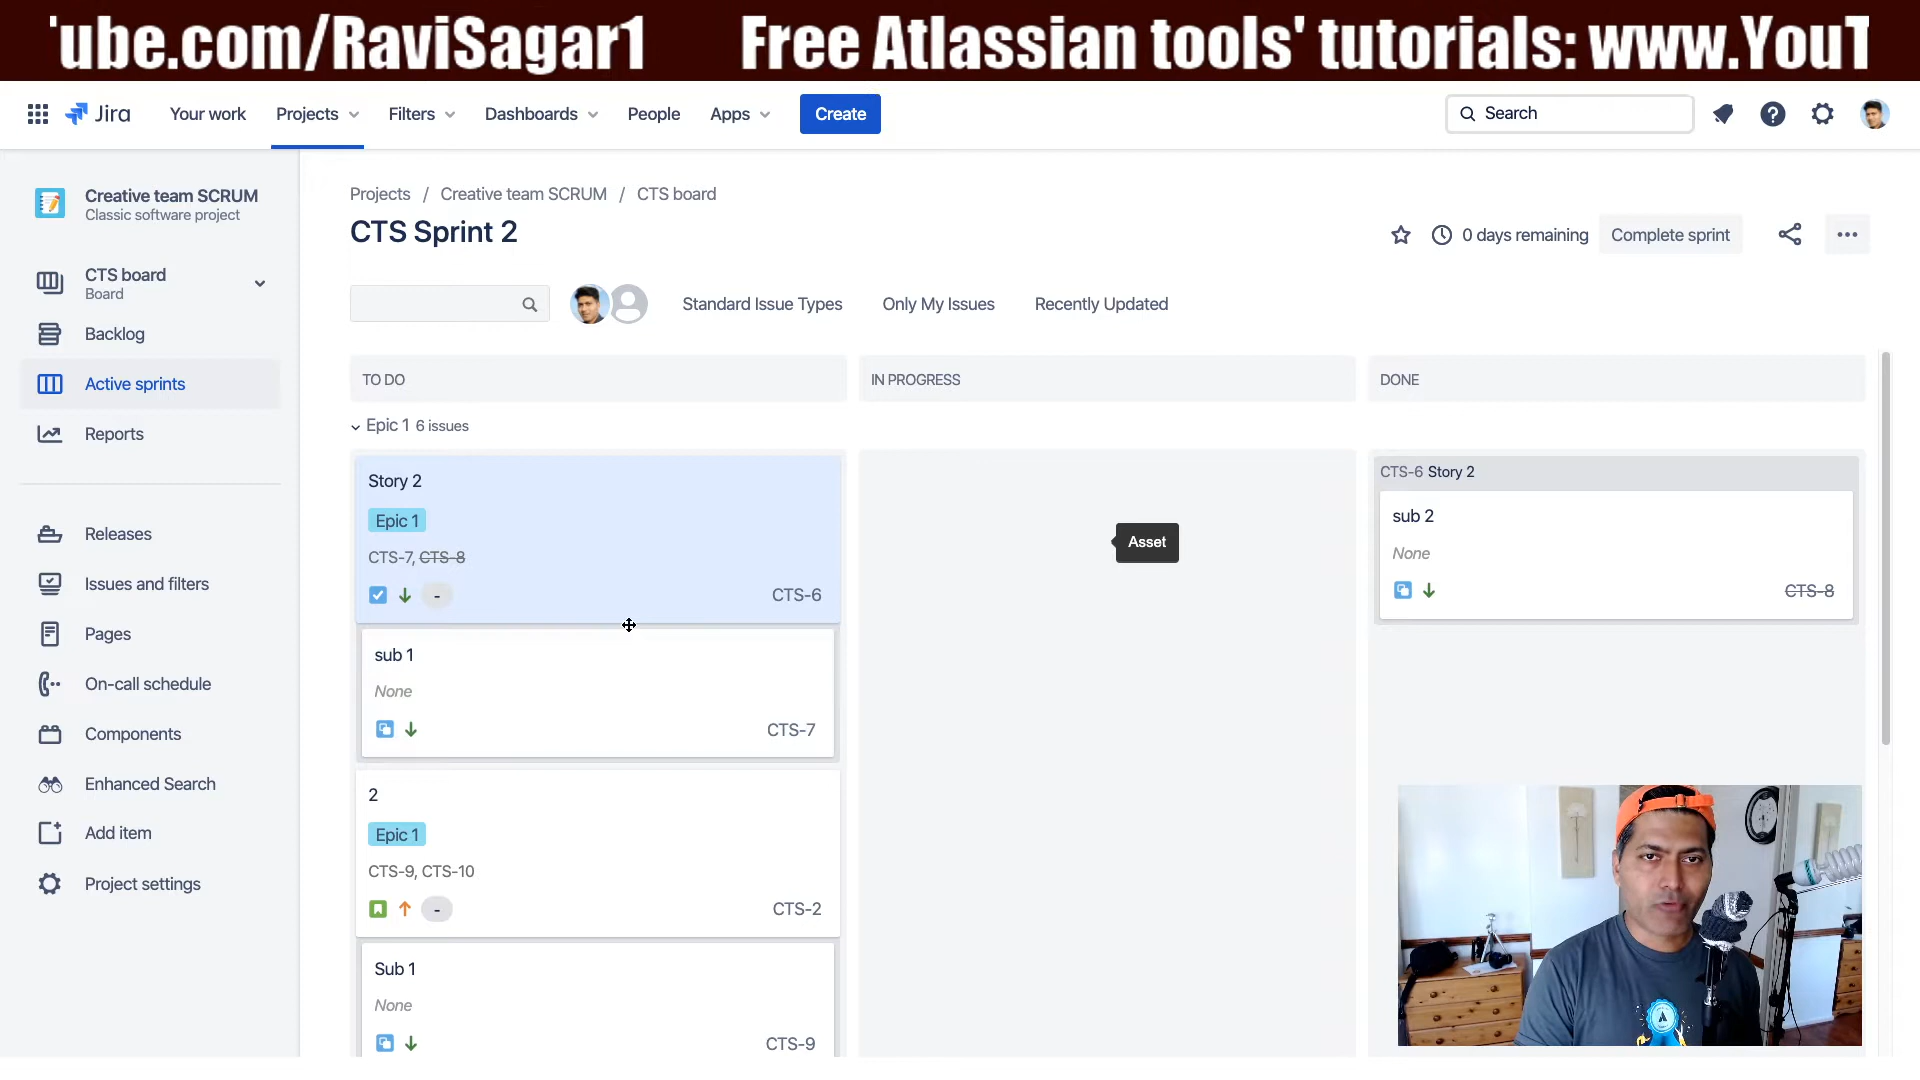 'ube.com/RaviSagar1 Free Atlassian tools' tutorials: www.YouT
Jira Your work Projects Filters Dashboards People Apps Create Search
Creative team SCRUM
Classic software project
CTS board
Board
Backlog
Active sprints
Reports
Releases
Issues and filters
Pages
On-call schedule
Components
Enhanced Search
Add item
Project settings
Projects / Creative team SCRUM / CTS board
CTS Sprint 2
0 days remaining Complete sprint
Standard Issue Types Only My Issues Recently Updated
TO DO IN PROGRESS DONE
Epic 1 6 issues
Story 2
Epic 1
CTS-7, CTS-8
- CTS-6
sub 1
None
CTS-7
2
Epic 1
CTS-9, CTS-10
- CTS-2
Sub 1
None
CTS-9
Asset
CTS-6 Story 2
sub 2
None
CTS-8